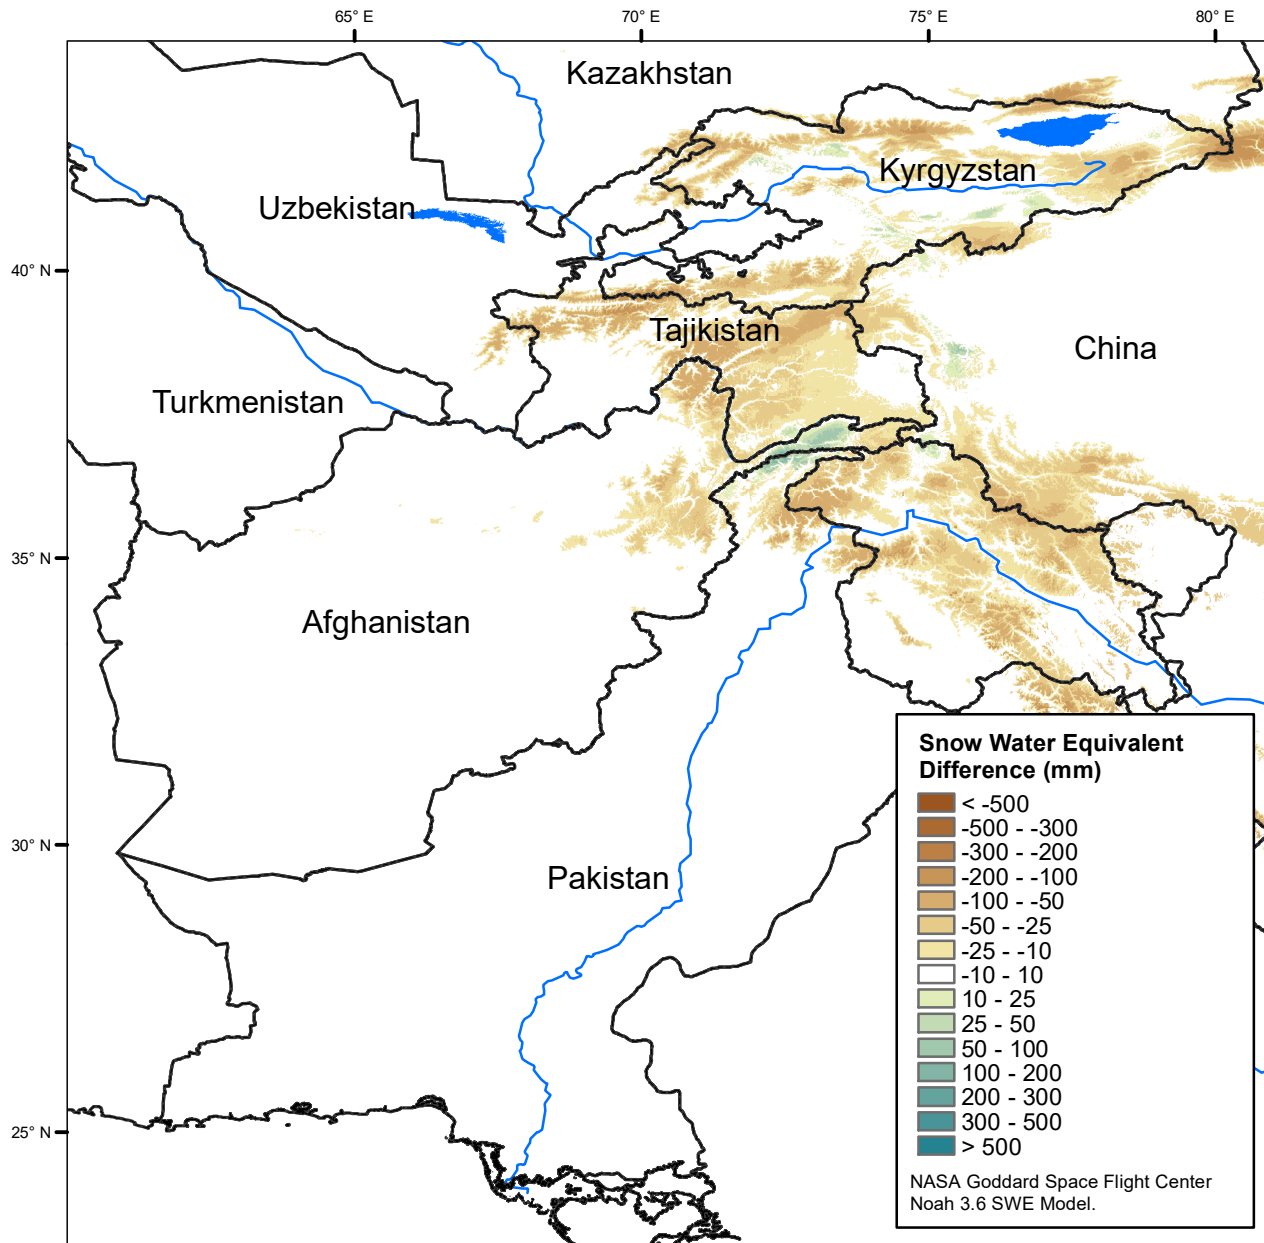 65° E
70° E
75° E
80° E
Kazakhstan
Kyrgyzstan
Uzbekistan
40° N
Tajikistan
China
Turkmenistan
35° N
Afghanistan
30° N
Pakistan
25° N
Snow Water Equivalent
Difference (mm)
< -500
-500 - -300
-300 - -200
-200 - -100
-100 - -50
-50 - -25
-25 - -10
-10 - 10
10 - 25
25 - 50
50 - 100
100 - 200
200 - 300
300 - 500
> 500
NASA Goddard Space Flight Center
Noah 3.6 SWE Model.